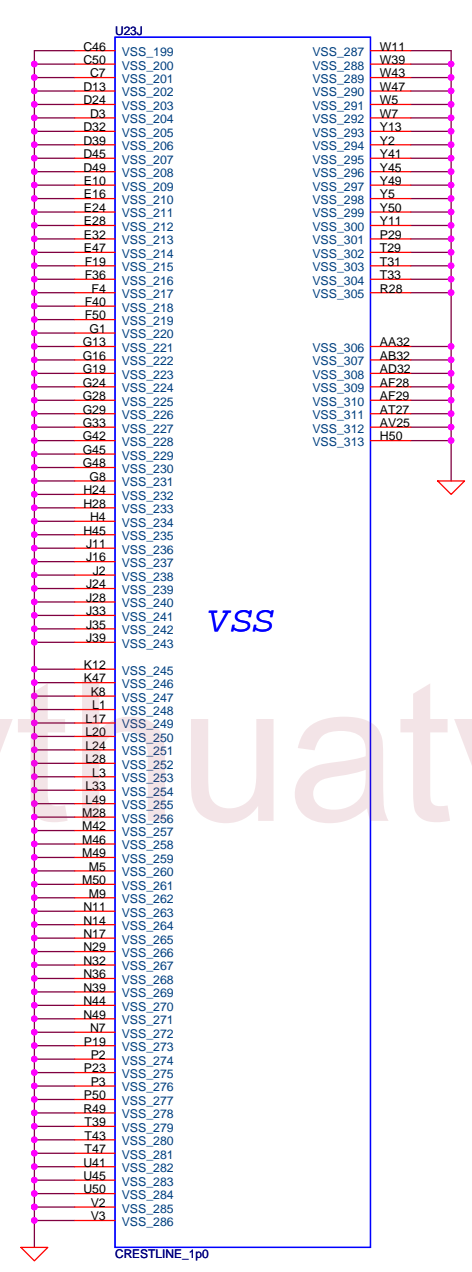 U23J
C46 VSS_199
C50 VSS_200
C7 VSS_201
D13 VSS_202
D24 VSS_203
D3 VSS_204
D32 VSS_205
D39 VSS_206
D45 VSS_207
D49 VSS_208
E10 VSS_209
E16 VSS_210
E24 VSS_211
E28 VSS_212
E32 VSS_213
E47 VSS_214
F19 VSS_215
F36 VSS_216
F4 VSS_217
F40 VSS_218
F50 VSS_219
G1 VSS_220
G13 VSS_221
G16 VSS_222
G19 VSS_223
G24 VSS_224
G28 VSS_225
G29 VSS_226
G33 VSS_227
G42 VSS_228
G45 VSS_229
G48 VSS_230
G8 VSS_231
H24 VSS_232
H28 VSS_233
H4 VSS_234
H45 VSS_235
J11 VSS_236
J16 VSS_237
J2 VSS_238
J24 VSS_239
J28 VSS_240
J33 VSS_241
J35 VSS_242
J39 VSS_243
K12 VSS_245
K47 VSS_246
K8 VSS_247
L1 VSS_248
L17 VSS_249
L20 VSS_250
L24 VSS_251
L28 VSS_252
L3 VSS_253
L33 VSS_254
L49 VSS_255
M28 VSS_256
M42 VSS_257
M46 VSS_258
M49 VSS_259
M5 VSS_260
M50 VSS_261
M9 VSS_262
N11 VSS_263
N14 VSS_264
N17 VSS_265
N29 VSS_266
N32 VSS_267
N36 VSS_268
N39 VSS_269
N44 VSS_270
N49 VSS_271
N7 VSS_272
P19 VSS_273
P2 VSS_274
P23 VSS_275
P3 VSS_276
P50 VSS_277
R49 VSS_278
T39 VSS_279
T43 VSS_280
T47 VSS_281
U41 VSS_282
U45 VSS_283
U50 VSS_284
V2 VSS_285
V3 VSS_286
VSS_287 W11
VSS_288 W39
VSS_289 W43
VSS_290 W47
VSS_291 W5
VSS_292 W7
VSS_293 Y13
VSS_294 Y2
VSS_295 Y41
VSS_296 Y45
VSS_297 Y49
VSS_298 Y5
VSS_299 Y50
VSS_300 Y11
VSS_301 P29
VSS_302 T29
VSS_303 T31
VSS_304 T33
VSS_305 R28
VSS_306 AA32
VSS_307 AB32
VSS_308 AD32
VSS_309 AF28
VSS_310 AF29
VSS_311 AT27
VSS_312 AV25
VSS_313 H50
VSS
CRESTLINE_1p0